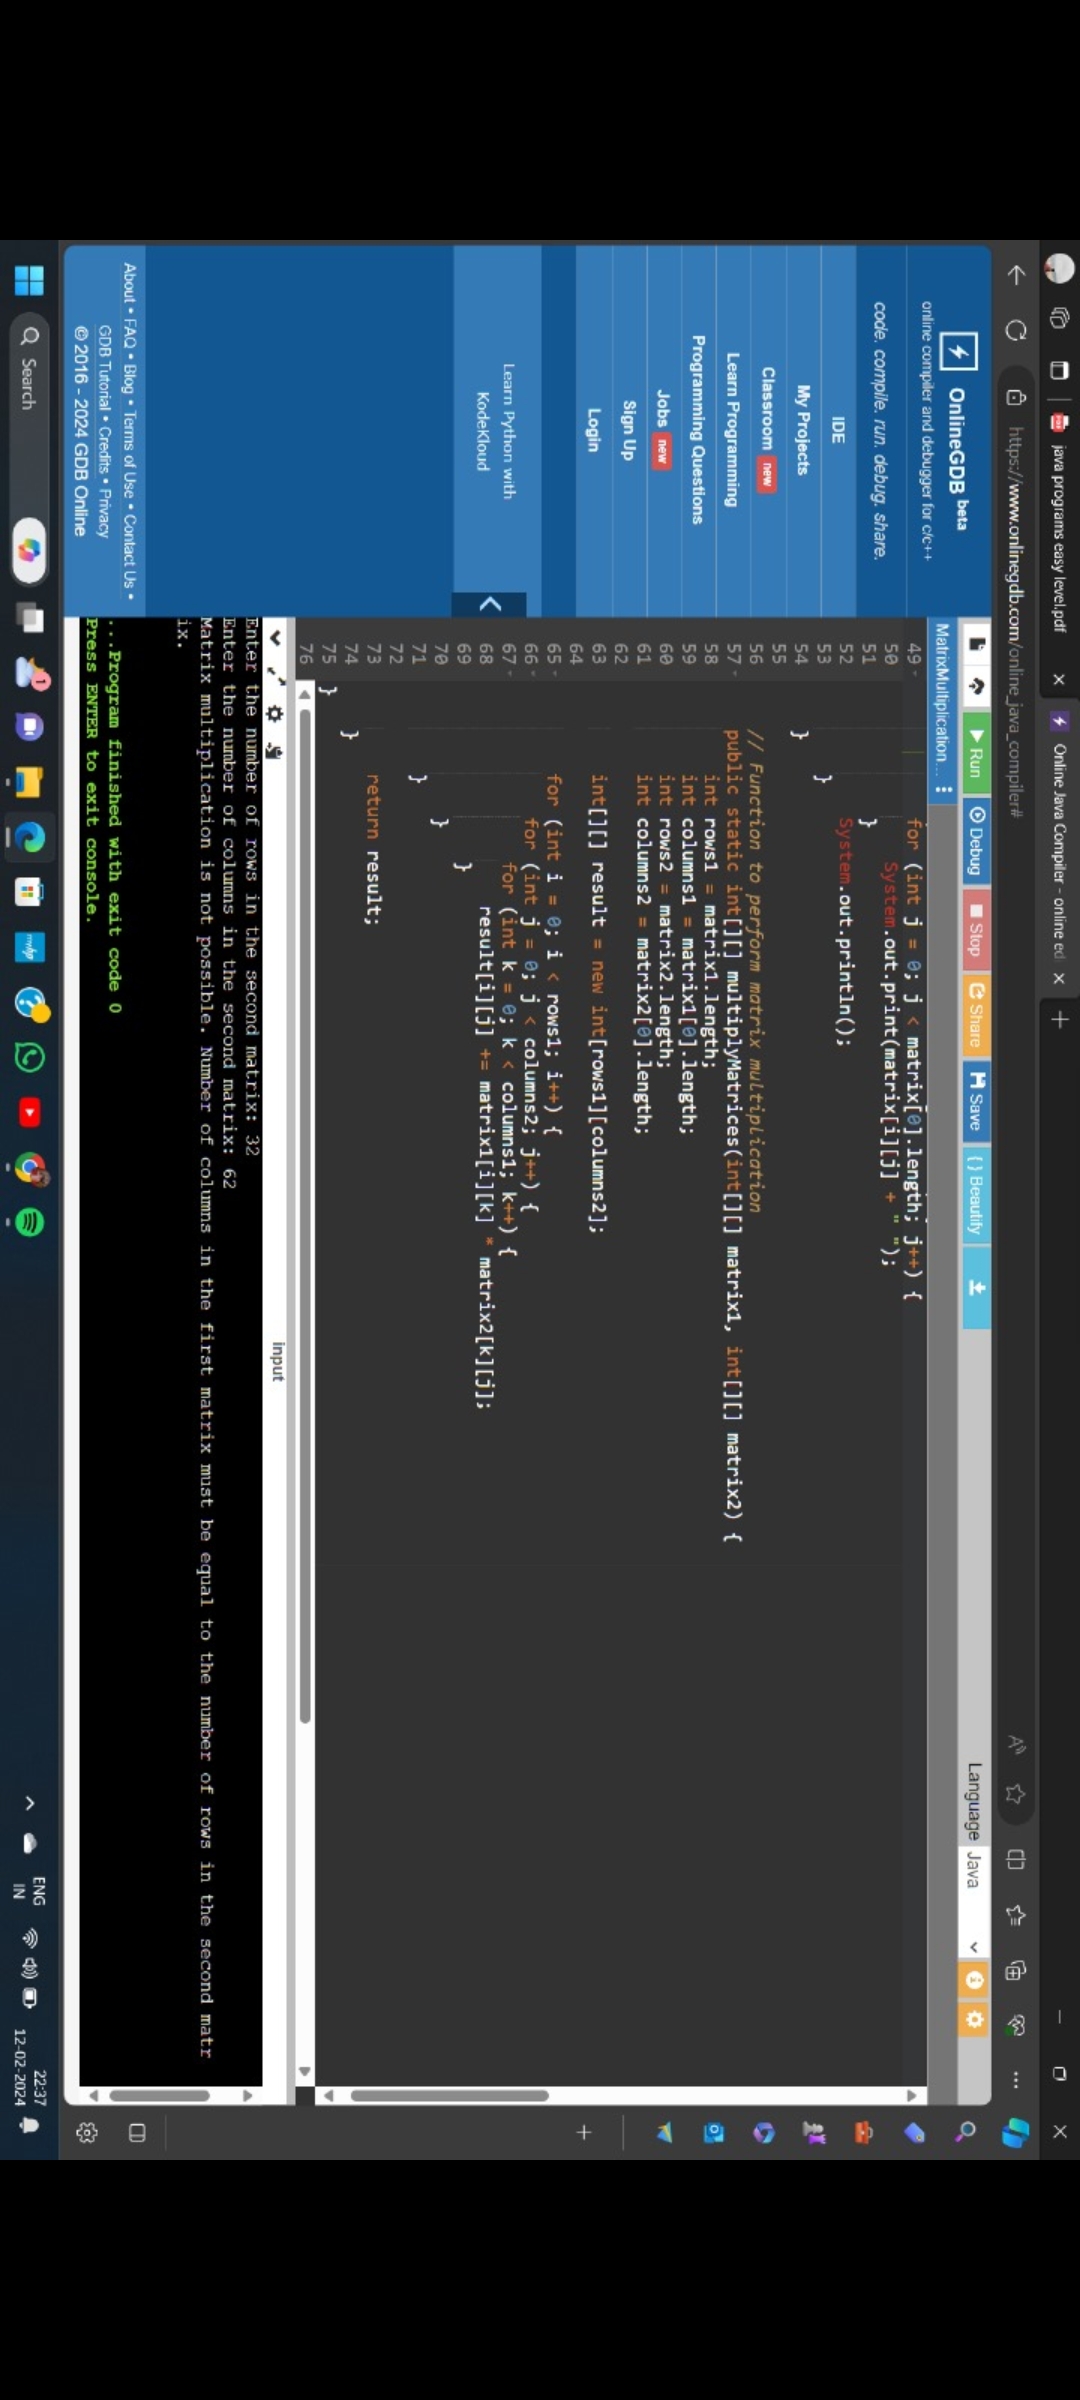 java programs easy level.pdf
Online Java Compiler - online ed
https://www.onlinegdb.com/online_java_compiler#
OnlineGDB beta
online compiler and debugger for c/c++
code. compile. run. debug. share.
IDE
My Projects
Classroom new
Learn Programming
Programming Questions
Jobs new
Sign Up
Login
Learn Python with
KodeKloud
About • FAQ • Blog • Terms of Use • Contact Us •
GDB Tutorial • Credits • Privacy
© 2016 - 2024 GDB Online
Run Debug Stop Share Save {} Beautify
Language Java
MatrixMultiplication...
49 for (int j = 0; j < matrix[0].length; j++) {
50 System.out.print(matrix[i][j] + " ");
51 }
52 System.out.println();
53 }
54 }
55
56 // Function to perform matrix multiplication
57 public static int[][] multiplyMatrices(int[][] matrix1, int[][] matrix2) {
58 int rows1 = matrix1.length;
59 int columns1 = matrix1[0].length;
60 int rows2 = matrix2.length;
61 int columns2 = matrix2[0].length;
62
63 int[][] result = new int[rows1][columns2];
64
65 for (int i = 0; i < rows1; i++) {
66 for (int j = 0; j < columns2; j++) {
67 for (int k = 0; k < columns1; k++) {
68 result[i][j] += matrix1[i][k] * matrix2[k][j];
69 }
70 }
71 }
72
73 return result;
74 }
75 }
76
input
Enter the number of rows in the second matrix: 32
Enter the number of columns in the second matrix: 62
Matrix multiplication is not possible. Number of columns in the first matrix must be equal to the number of rows in the second matr
ix.
...Program finished with exit code 0
Press ENTER to exit console.
Search
myhp
1
ENG
IN
22:37
12-02-2024